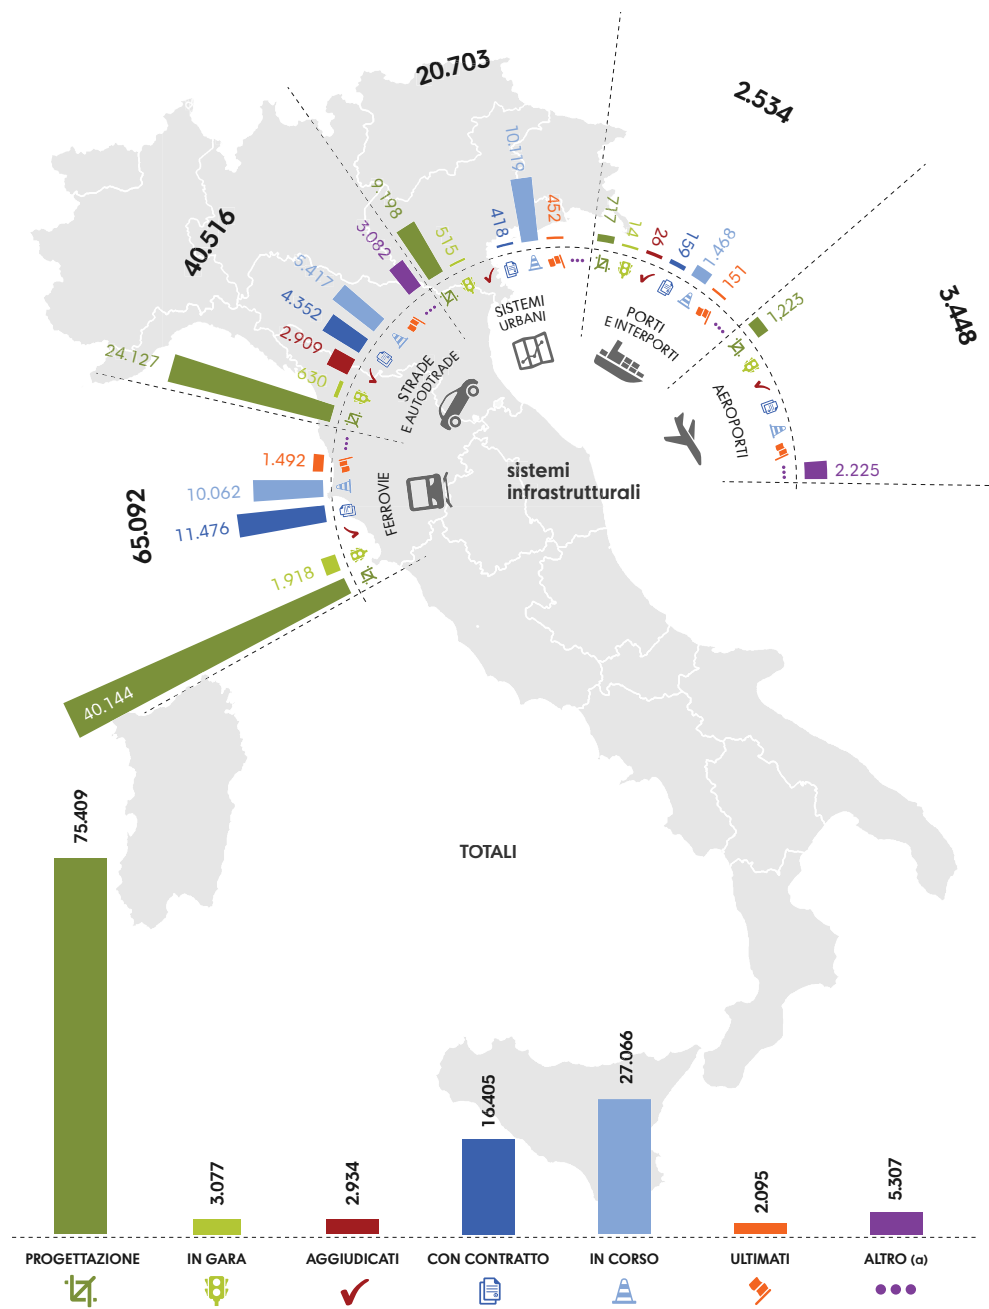 20.703
2.534
3.448
40.516
65.092
9.198
3.082
515
418
10.119
452
717
14
26
159
1.468
151
1,223
2.225
5.417
4.352
2.909
630
24.127
1.492
10.062
11.476
1.918
40.144
SISTEMI
URBANI
PORTI
E INTERPORTI
AEROPORTI
STRADE
E AUTODTRADE
FERROVIE
sistemi
infrastrutturali
TOTALI
75.409
3.077
2.934
16.405
27.066
2.095
5.307
PROGETTAZIONE
IN GARA
AGGIUDICATI
CON CONTRATTO
IN CORSO
ULTIMATI
ALTRO (a)